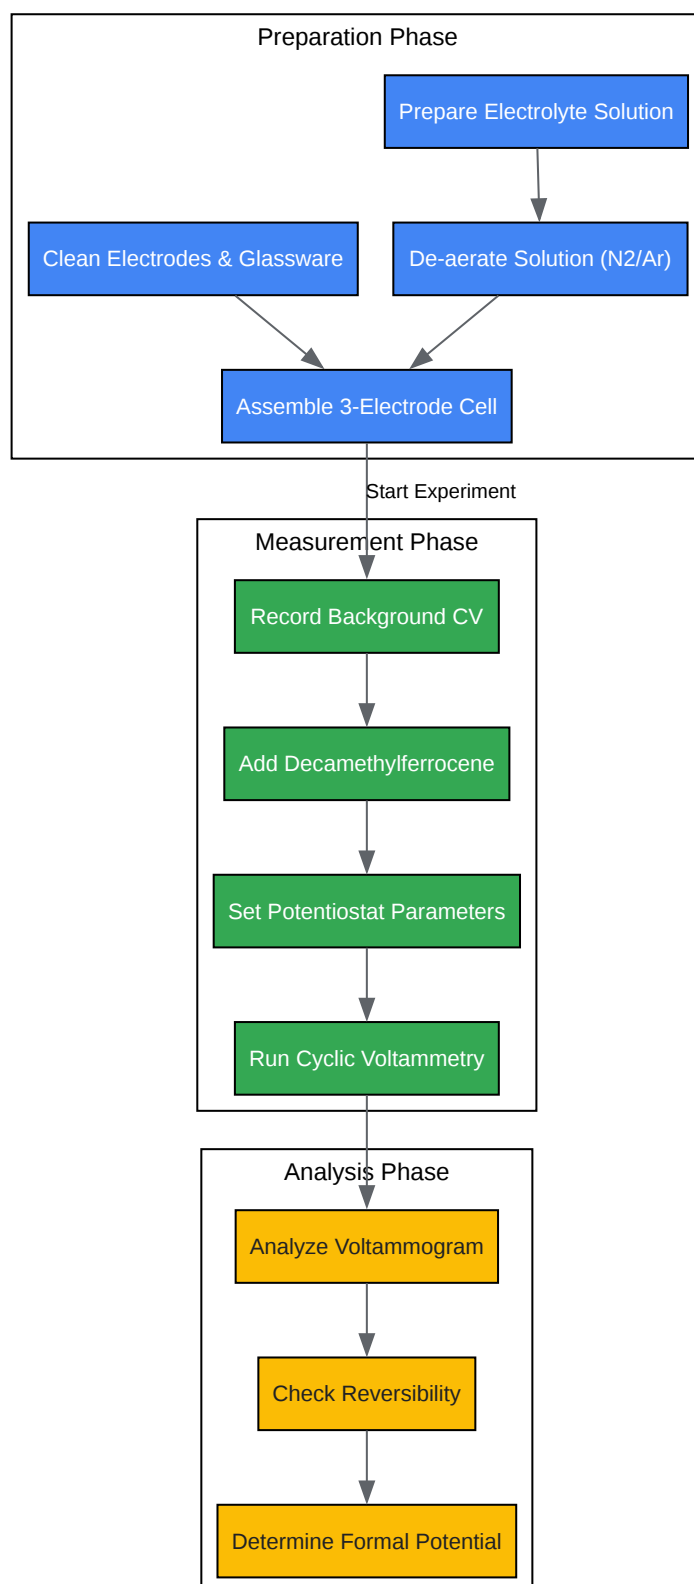 Preparation Phase
Prepare Electrolyte Solution
Clean Electrodes & Glassware
De-aerate Solution (N2/Ar)
Assemble 3-Electrode Cell
Start Experiment
Measurement Phase
Record Background CV
Add Decamethylferrocene
Set Potentiostat Parameters
Run Cyclic Voltammetry
Analysis Phase
Analyze Voltammogram
Check Reversibility
Determine Formal Potential